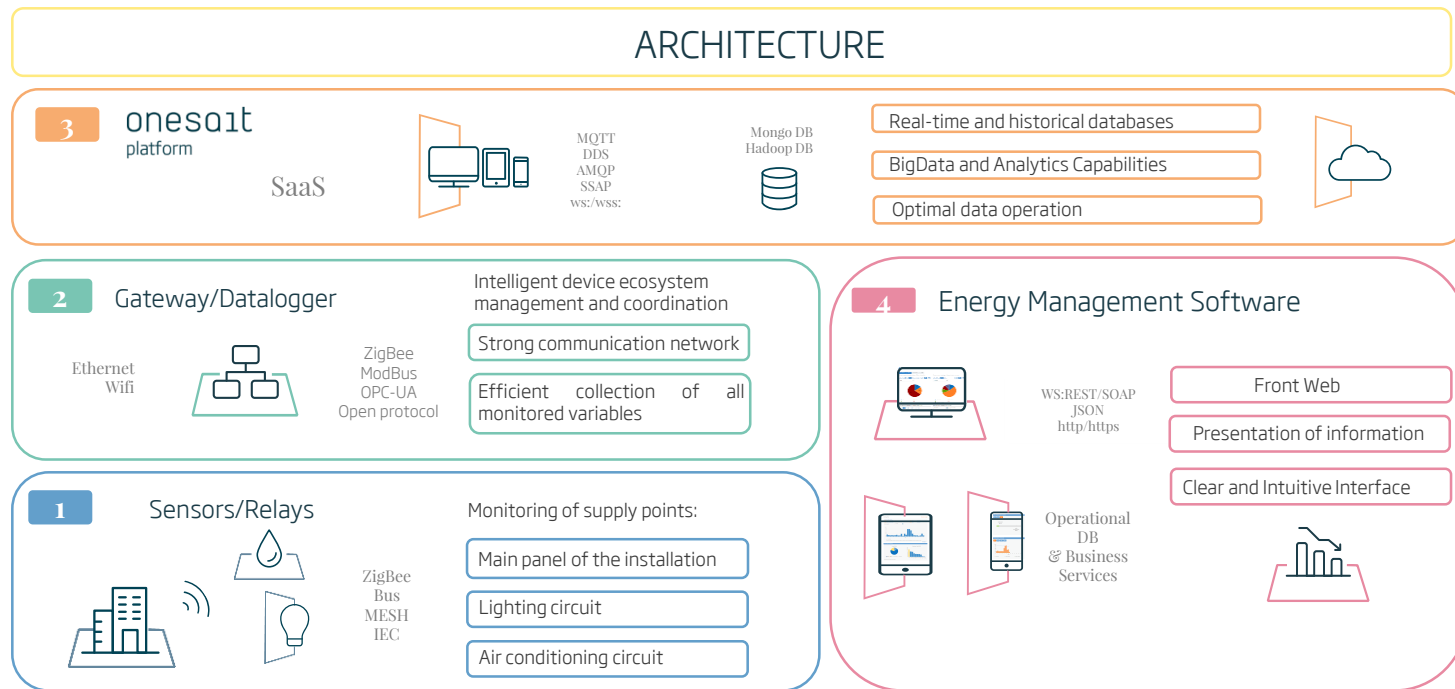 ARCHITECTURE
3
onesaıt
platform
SaaS
MQTT
DDS
AMQP
SSAP
ws:/wss:
Mongo DB
Hadoop DB
Real-time and historical databases
BigData and Analytics Capabilities
Optimal data operation
2
Gateway/Datalogger
Ethernet
Wifi
ZigBee
ModBus
OPC-UA
Open protocol
Intelligent device ecosystem
management and coordination
Strong communication network
Efficient collection of all
monitored variables
1
Sensors/Relays
ZigBee
Bus
MESH
IEC
Monitoring of supply points:
Main panel of the installation
Lighting circuit
Air conditioning circuit
4
Energy Management Software
WS:REST/SOAP
JSON
http/https
Front Web
Presentation of information
Clear and Intuitive Interface
Operational
DB
& Business
Services